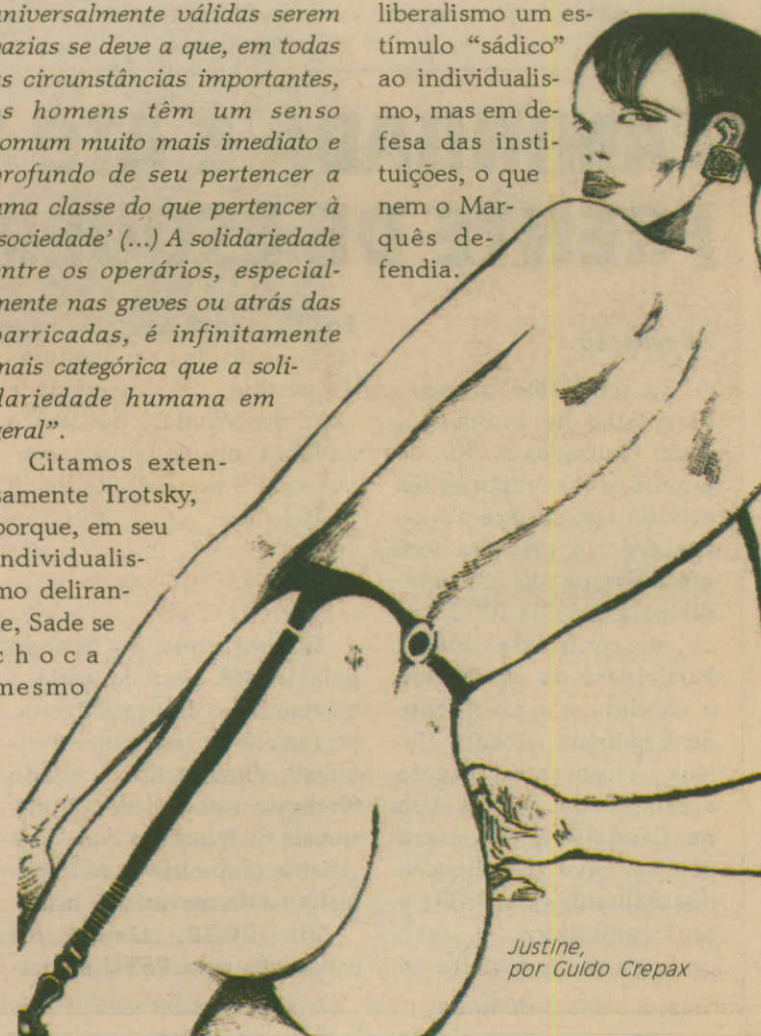 universalmente válidas serem
vazias se deve a que, em todas
as circunstâncias importantes,
os homens têm um senso
comum muito mais imediato e
profundo de seu pertencer a
uma classe do que pertencer à
'sociedade' (...) A solidariedade
entre os operários, especial-
mente nas greves ou atrás das
barricadas, é infinitamente
mais categórica que a soli-
dariedade humana em
geral".
Citamos exten-
samente Trotsky,
porque, em seu
individualis-
mo deliran-
te, Sade se
choca
mesmo
liberalismo um es-
tímulo "sádico"
ao individualis-
mo, mas em de-
fesa das insti-
tuições, o que
nem o Mar-
quês de-
fendia.
Justine,
por Guido Crepax